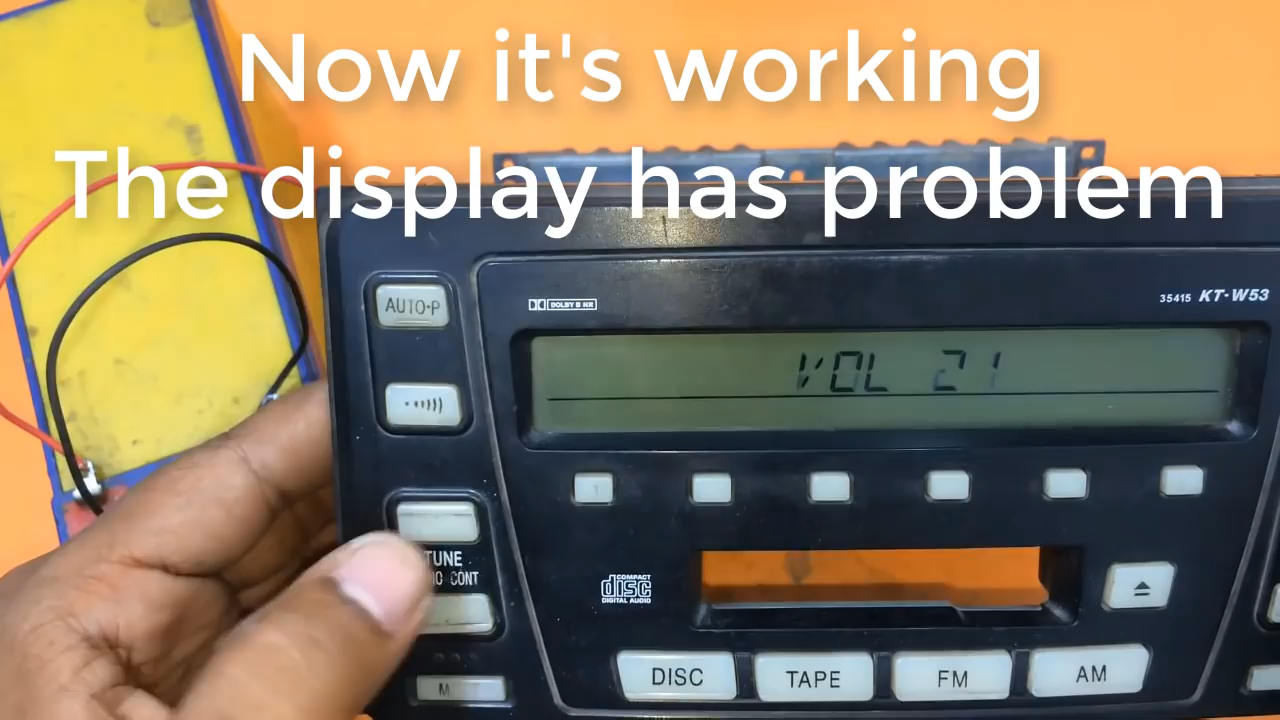 Now it's working
The display has problem
AUTO-P
DOLBY B NR
35415 KT-W53
VOL 21
TUNE
CONT
COMPACT
disc
DIGITAL AUDIO
M
DISC TAPE FM AM